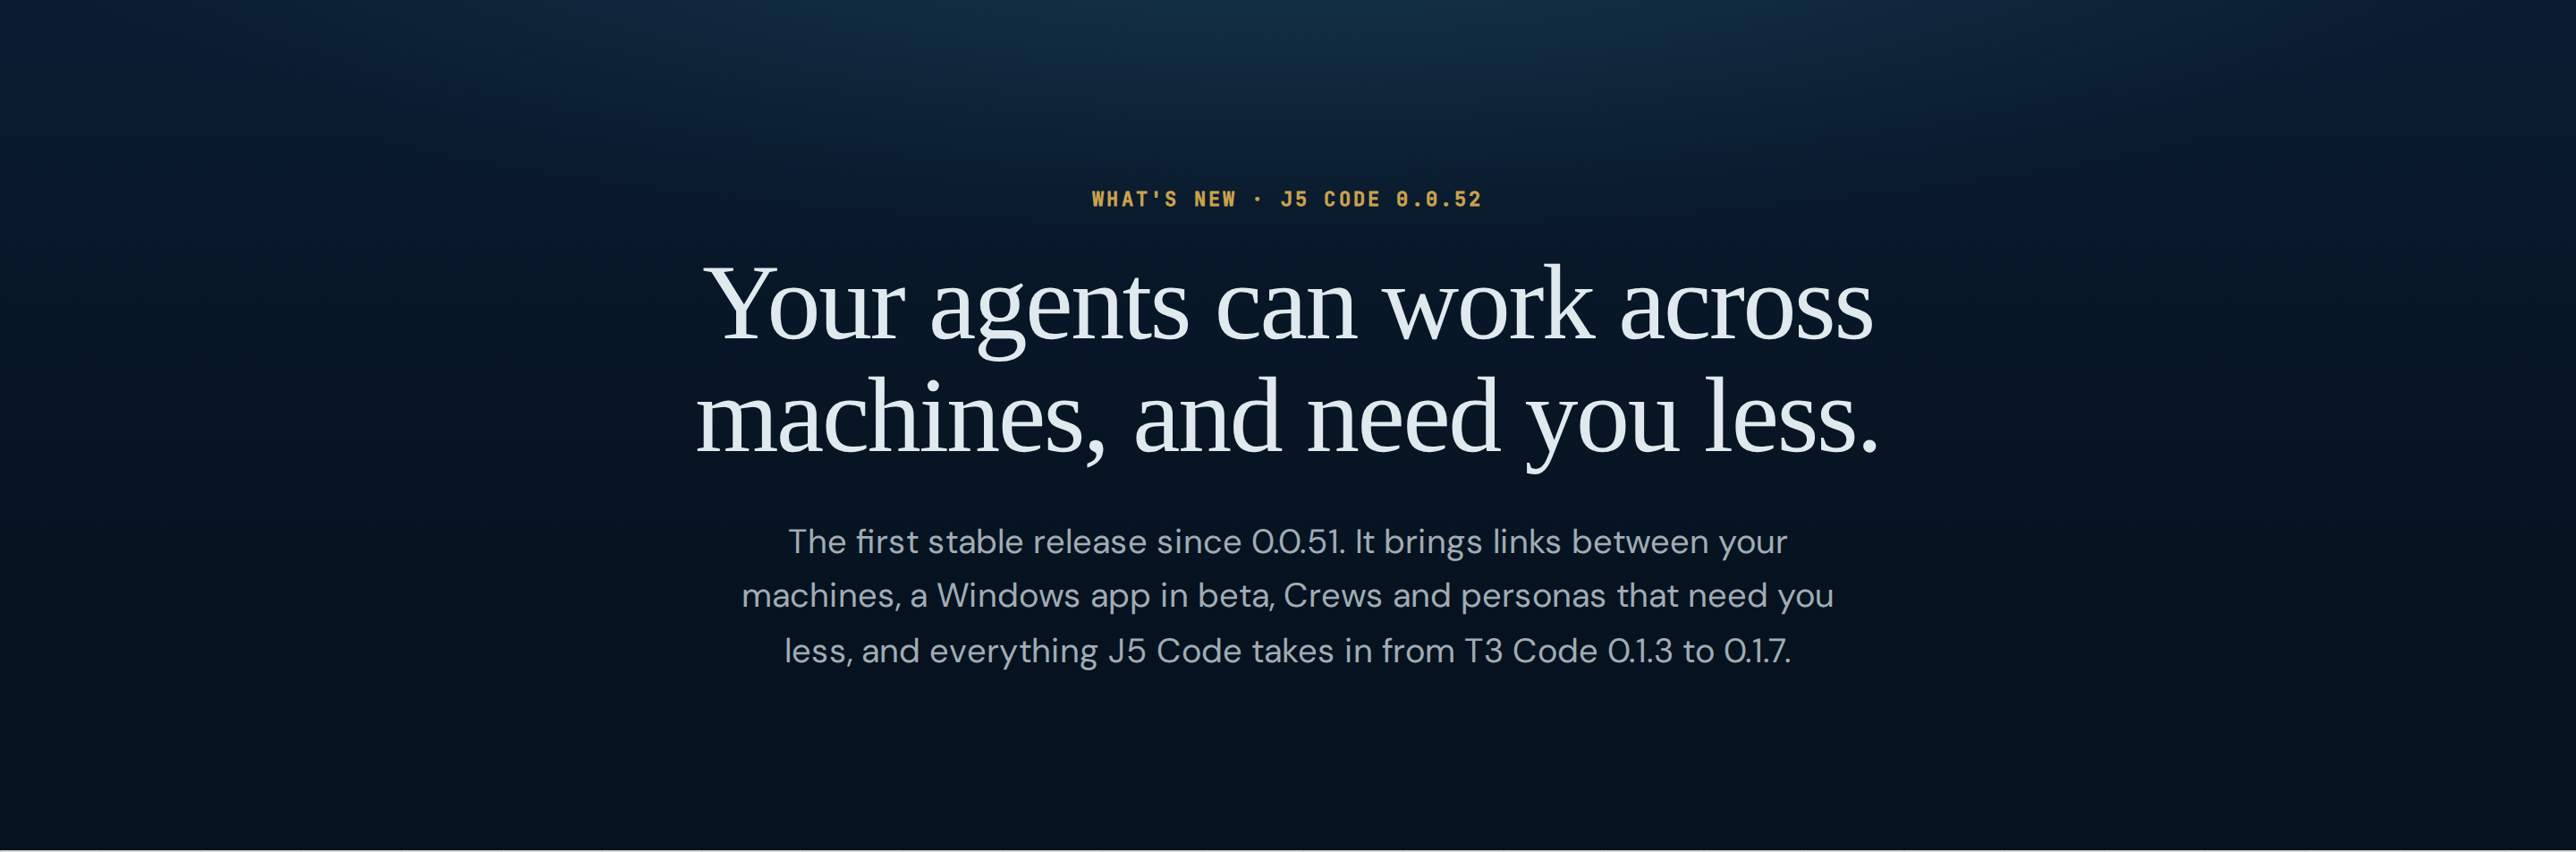 WHAT'S NEW · J5 CODE 0.0.52
Your agents can work across
machines, and need you less.
The first stable release since 0.0.51. It brings links between your
machines, a Windows app in beta, Crews and personas that need you
less, and everything J5 Code takes in from T3 Code 0.1.3 to 0.1.7.